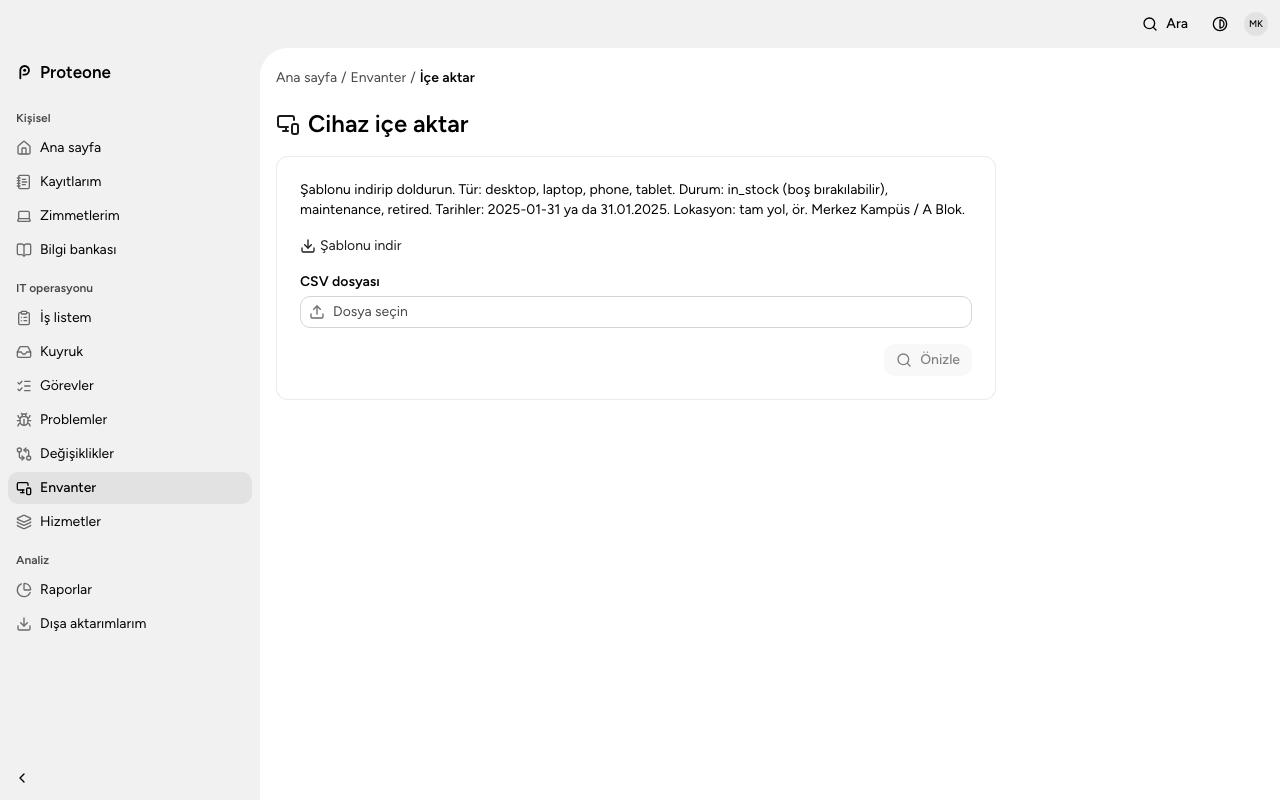 Ara
MK
Proteone
Kişisel
Ana sayfa
Kayıtlarım
Zimmetlerim
Bilgi bankası
IT operasyonu
İş listem
Kuyruk
Görevler
Problemler
Değişiklikler
Envanter
Hizmetler
Analiz
Raporlar
Dışa aktarımlarım
Ana sayfa / Envanter / İçe aktar
Cihaz içe aktar
Şablonu indirip doldurun. Tür: desktop, laptop, phone, tablet. Durum: in_stock (boş bırakılabilir),
maintenance, retired. Tarihler: 2025-01-31 ya da 31.01.2025. Lokasyon: tam yol, ör. Merkez Kampüs / A Blok.
Şablonu indir
CSV dosyası
Dosya seçin
Önizle